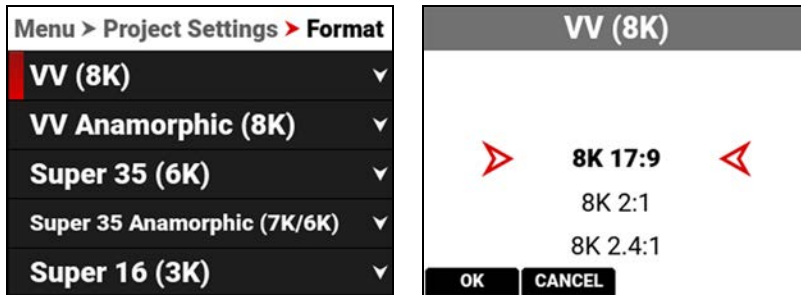 Menu > Project Settings > Format
VV (8K)
VV Anamorphic (8K)
Super 35 (6K)
Super 35 Anamorphic (7K/6K)
Super 16 (3K)
VV (8K)
8K 17:9
8K 2:1
8K 2.4:1
OK CANCEL